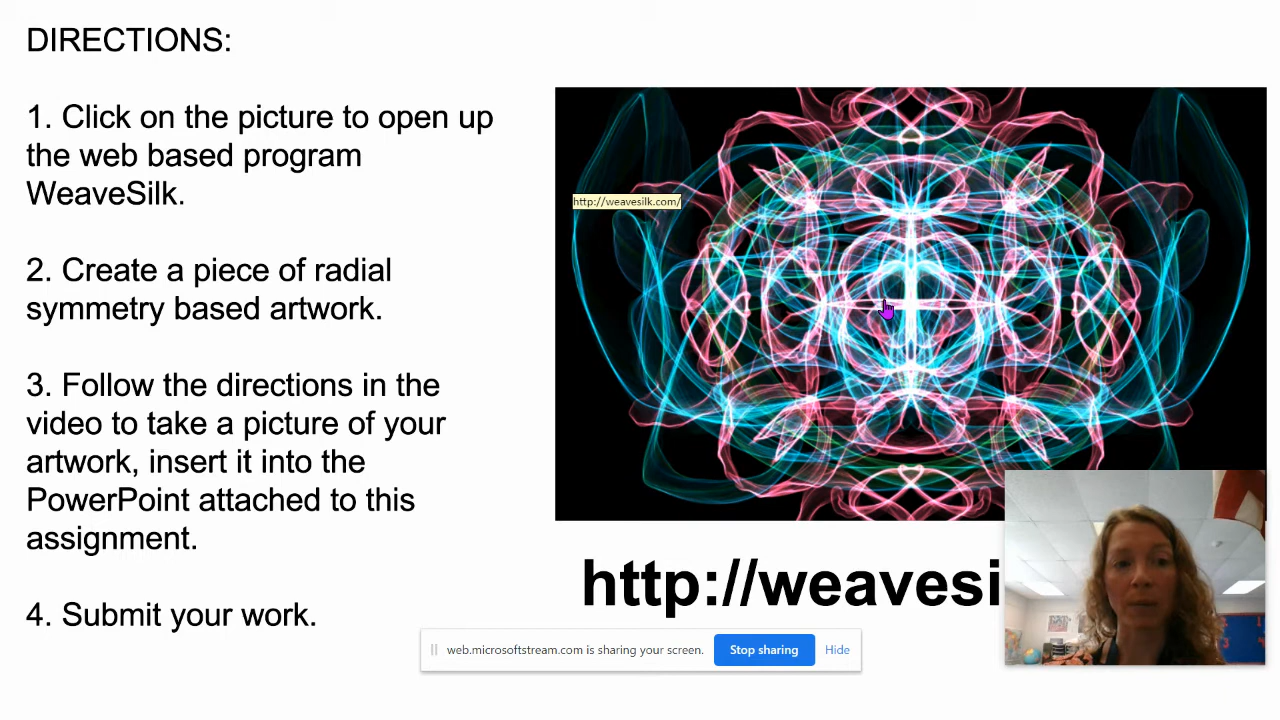 DIRECTIONS:
1. Click on the picture to open up
the web based program
WeaveSilk.
2. Create a piece of radial
symmetry based artwork.
3. Follow the directions in the
video to take a picture of your
artwork, insert it into the
PowerPoint attached to this
assignment.
4. Submit your work.
http://weavesilk.com/
http://weavesi
web.microsoftstream.com is sharing your screen. Stop sharing Hide